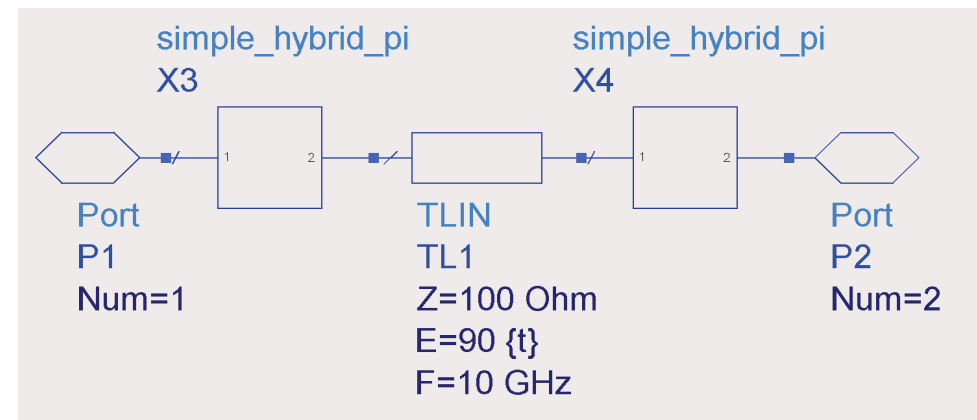 simple_hybrid_pi
X3
simple_hybrid_pi
X4
1
2
1
2
Port
P1
Num=1
TLIN
TL1
Z=100 Ohm
E=90 {t}
F=10 GHz
Port
P2
Num=2